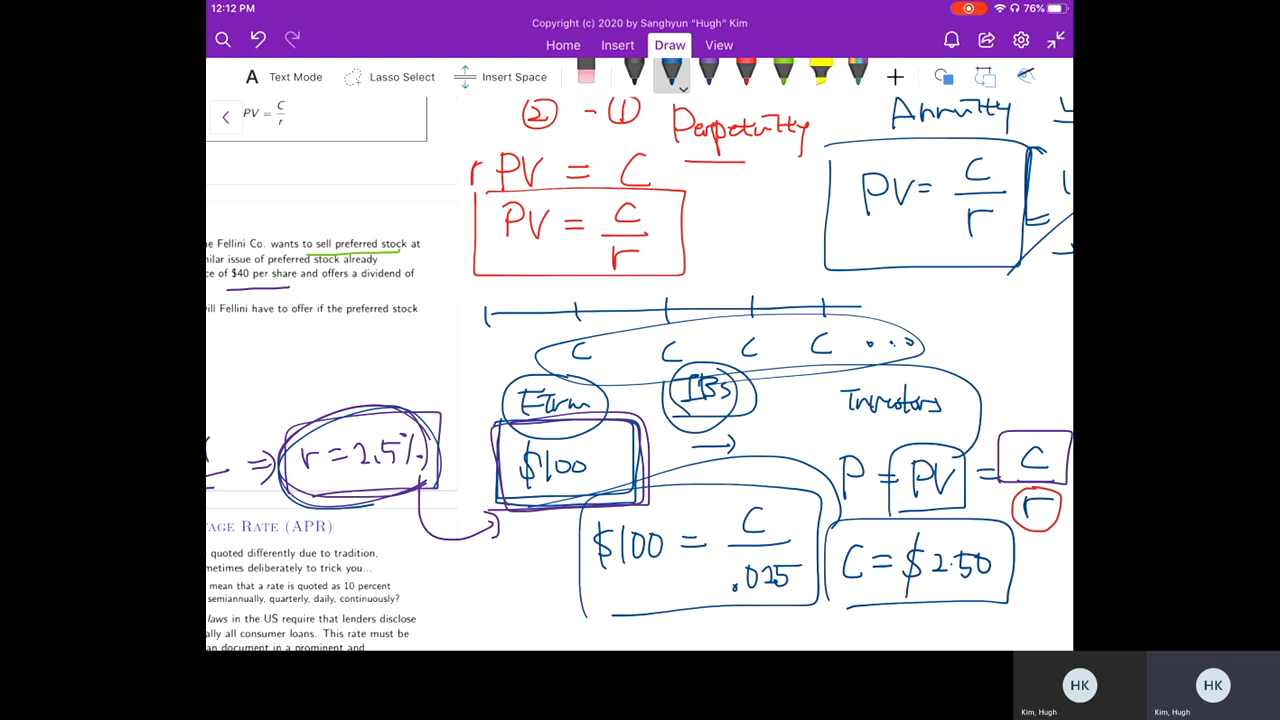 12:12 PM
76%
Copyright (c) 2020 by Sanghyun “Hugh” Kim
Home Insert Draw View
A Text Mode Lasso Select Insert Space
PV = C/r
② - ① Perpetuity
Annuity
r PV = C
PV = C/r
PV = C/r
=
ne Fellini Co. wants to sell preferred stock at
nilar issue of preferred stock already
ce of $40 per share and offers a dividend of
vill Fellini have to offer if the preferred stock
C C C C ...
Firm IBs Investors
⇒ r = 2.5%
$100
→
P = PV = C/r
$100 = C/.025
C = $2.50
TAGE RATE (APR)
quoted differently due to tradition,
metimes deliberately to trick you...
mean that a rate is quoted as 10 percent
semiannually, quarterly, daily, continuously?
laws in the US require that lenders disclose
ally all consumer loans. This rate must be
an document in a prominent and
HK HK
Kim, Hugh Kim, Hugh